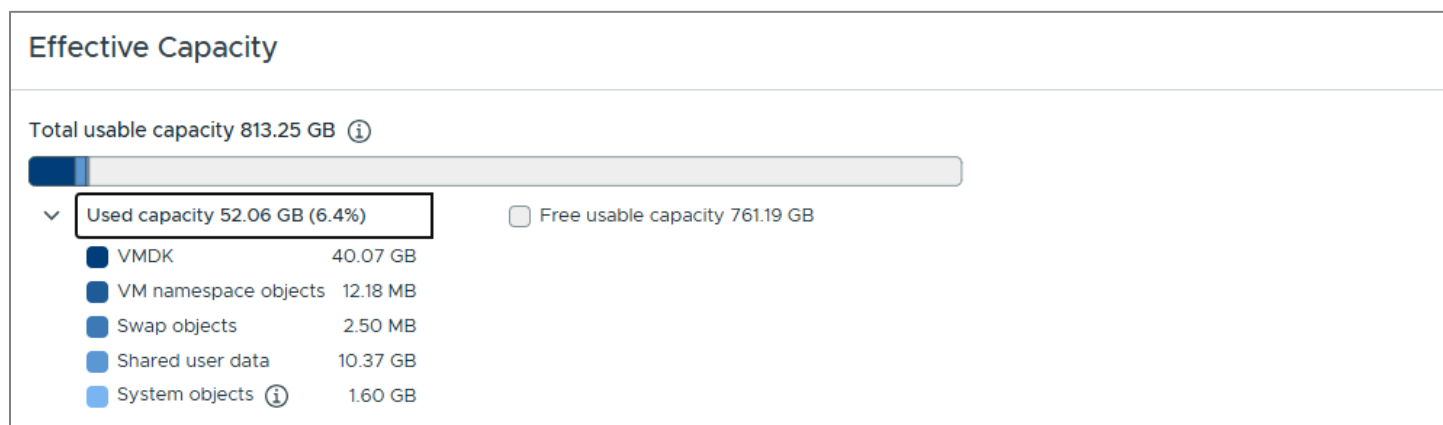 Effective Capacity
Total usable capacity 813.25 GB
Used capacity 52.06 GB (6.4%)
Free usable capacity 761.19 GB
VMDK 40.07 GB
VM namespace objects 12.18 MB
Swap objects 2.50 MB
Shared user data 10.37 GB
System objects 1.60 GB